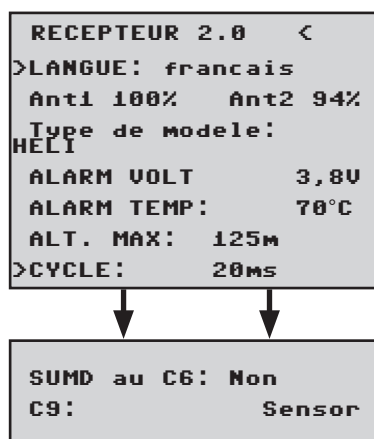 RECEPTEUR 2.0 <
>LANGUE: francais
Ant1 100% Ant2 94%
Type de modele:
HELI
ALARM VOLT 3,8V
ALARM TEMP: 70°C
ALT. MAX: 125m
>CYCLE: 20ms
SUMD au C6: Non
C9: Sensor